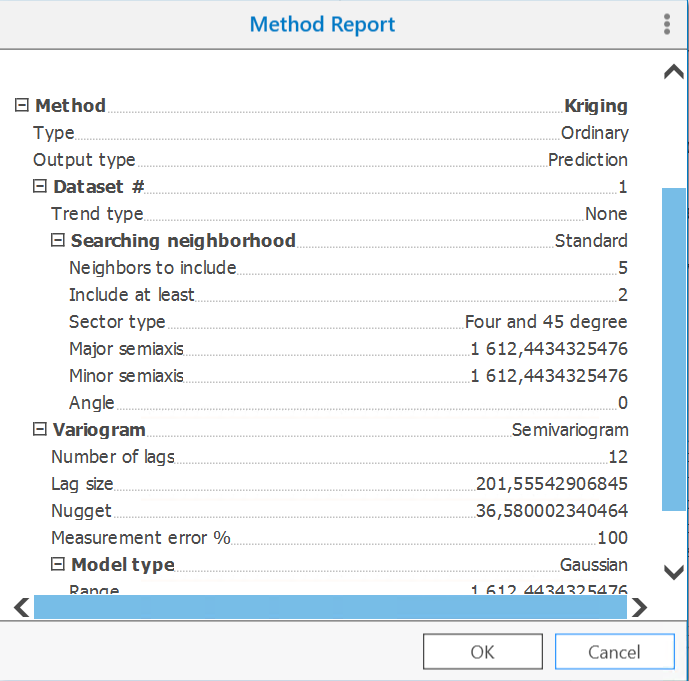 Method Report
Method Kriging
Type Ordinary
Output type Prediction
Dataset # 1
Trend type None
Searching neighborhood Standard
Neighbors to include 5
Include at least 2
Sector type Four and 45 degree
Major semiaxis 1 612,4434325476
Minor semiaxis 1 612,4434325476
Angle 0
Variogram Semivariogram
Number of lags 12
Lag size 201,55542906845
Nugget 36,580002340464
Measurement error % 100
Model type Gaussian
Range 1 612,4434325476
OK Cancel